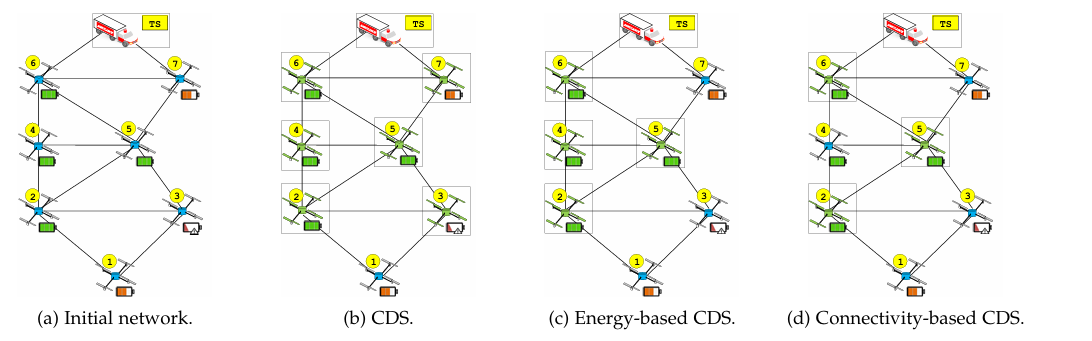 TS TS TS TS
6 7 6 7 6 7 6 7
4 5 4 5 4 5 4 5
2 3 2 3 2 3 2 3
1 1 1 1
(a) Initial network. (b) CDS. (c) Energy-based CDS. (d) Connectivity-based CDS.